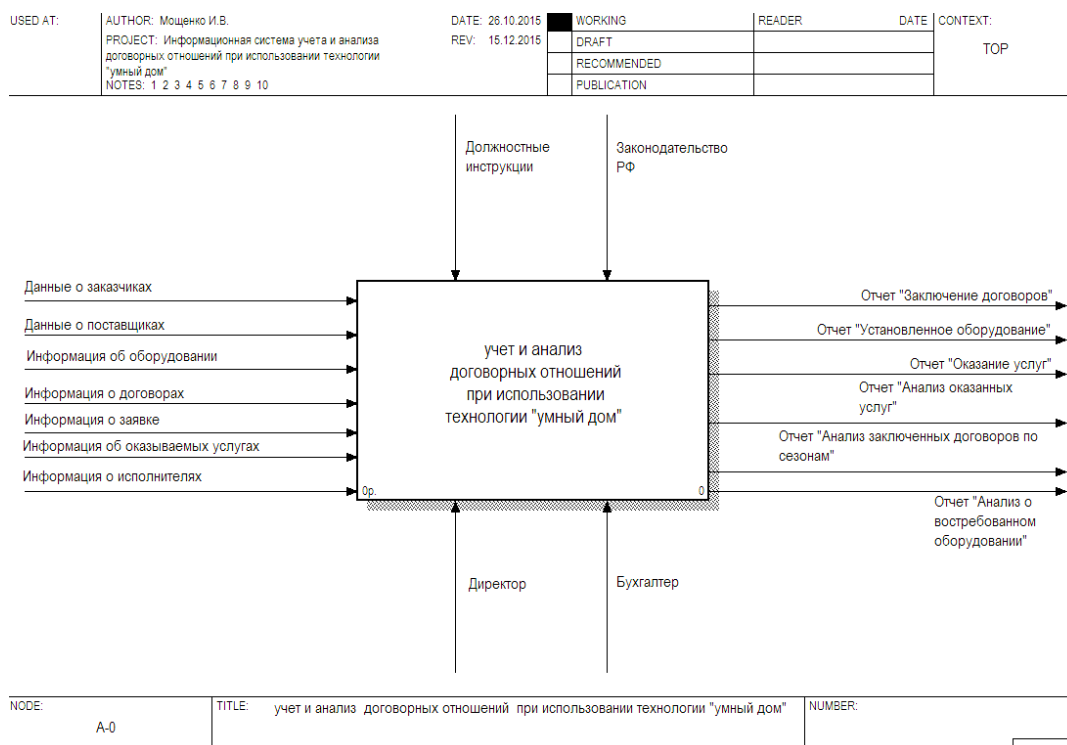 USED AT:
AUTHOR: Мощенко И.В.
DATE: 26.10.2015
WORKING
READER
DATE
CONTEXT:
PROJECT: Информационная система учета и анализа
REV: 15.12.2015
DRAFT
договорных отношений при использовании технологии
TOP
"умный дом"
RECOMMENDED
NOTES: 1 2 3 4 5 6 7 8 9 10
PUBLICATION
Должностные
инструкции
Законодательство
РФ
Данные о заказчиках
Данные о поставщиках
Информация об оборудовании
Информация о договорах
Информация о заявке
Информация об оказываемых услугах
Информация о исполнителях
учет и анализ
договорных отношений
при использовании
технологии "умный дом"
0р.
0
Отчет "Заключение договоров"
Отчет "Установленное оборудование"
Отчет "Оказание услуг"
Отчет "Анализ оказанных
услуг"
Отчет "Анализ заключенных договоров по
сезонам"
Отчет "Анализ о
востребованном
оборудовании"
Директор
Бухгалтер
NODE:
A-0
TITLE:
учет и анализ договорных отношений при использовании технологии "умный дом"
NUMBER: